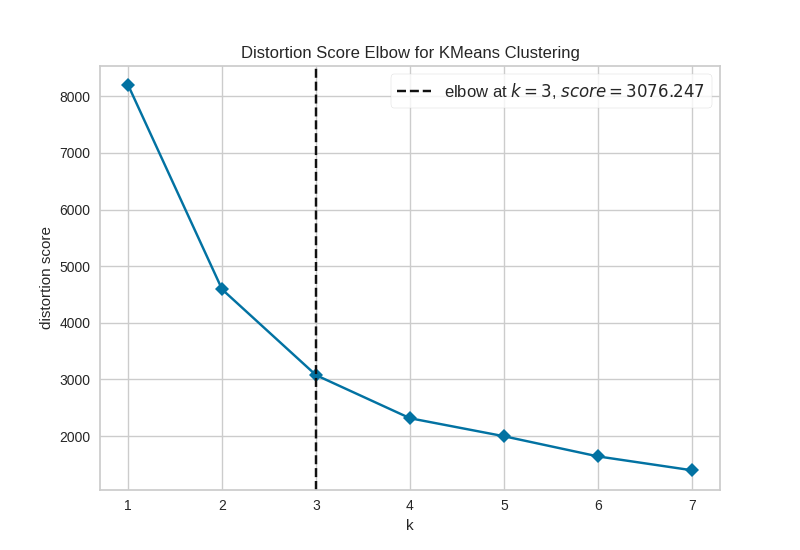 Distortion Score Elbow for KMeans Clustering
elbow at k = 3, score = 3076.247
8000
7000
6000
5000
4000
3000
2000
distortion score
1 2 3 4 5 6 7
k